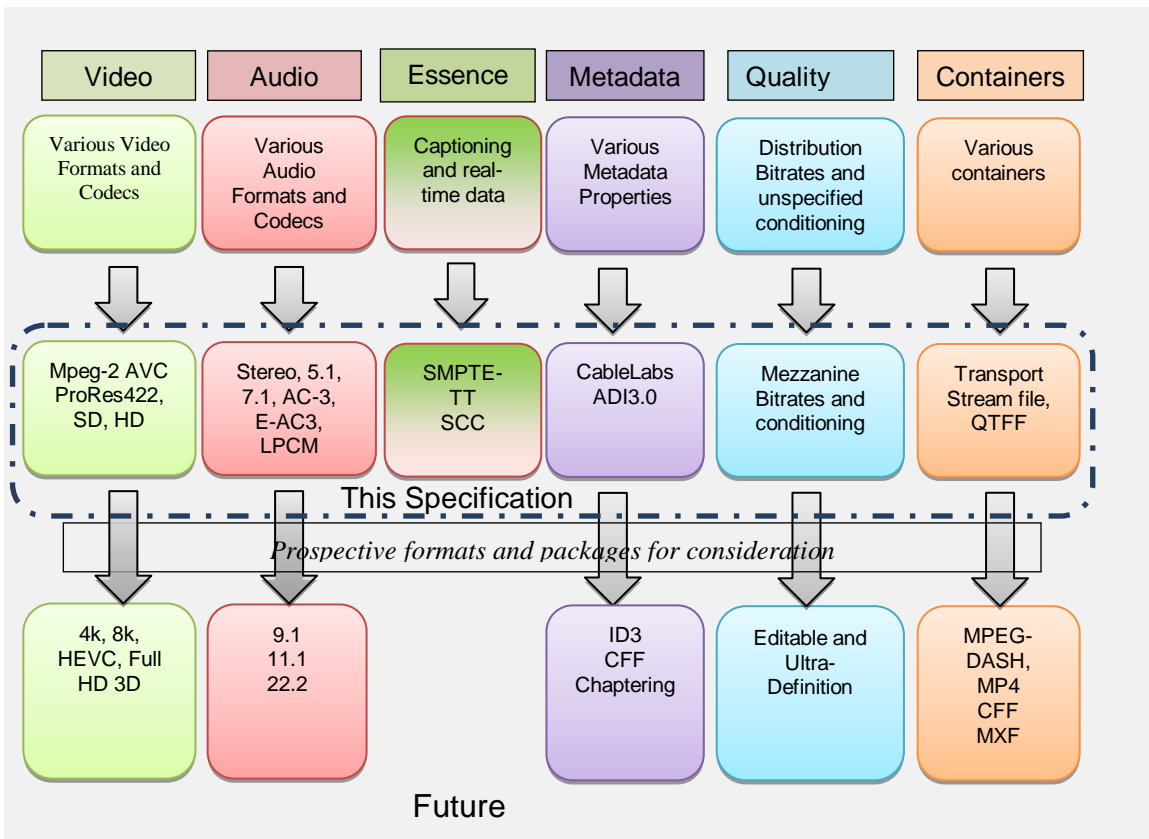 Video
Audio
Essence
Metadata
Quality
Containers
Various Video
Formats and
Codecs
Various
Audio
Formats and
Codecs
Captioning
and real-
time data
Various
Metadata
Properties
Distribution
Bitrates and
unspecified
conditioning
Various
containers
Mpeg-2 AVC
ProRes422,
SD, HD
Stereo, 5.1,
7.1, AC-3,
E-AC3,
LPCM
SMPTE-
TT
SCC
CableLabs
ADI3.0
Mezzanine
Bitrates and
conditioning
Transport
Stream file,
QTFF
This Specification
Prospective formats and packages for consideration
4k, 8k,
HEVC, Full
HD 3D
9.1
11.1
22.2
ID3
CFF
Chaptering
Editable and
Ultra-
Definition
MPEG-
DASH,
MP4
CFF
MXF
Future